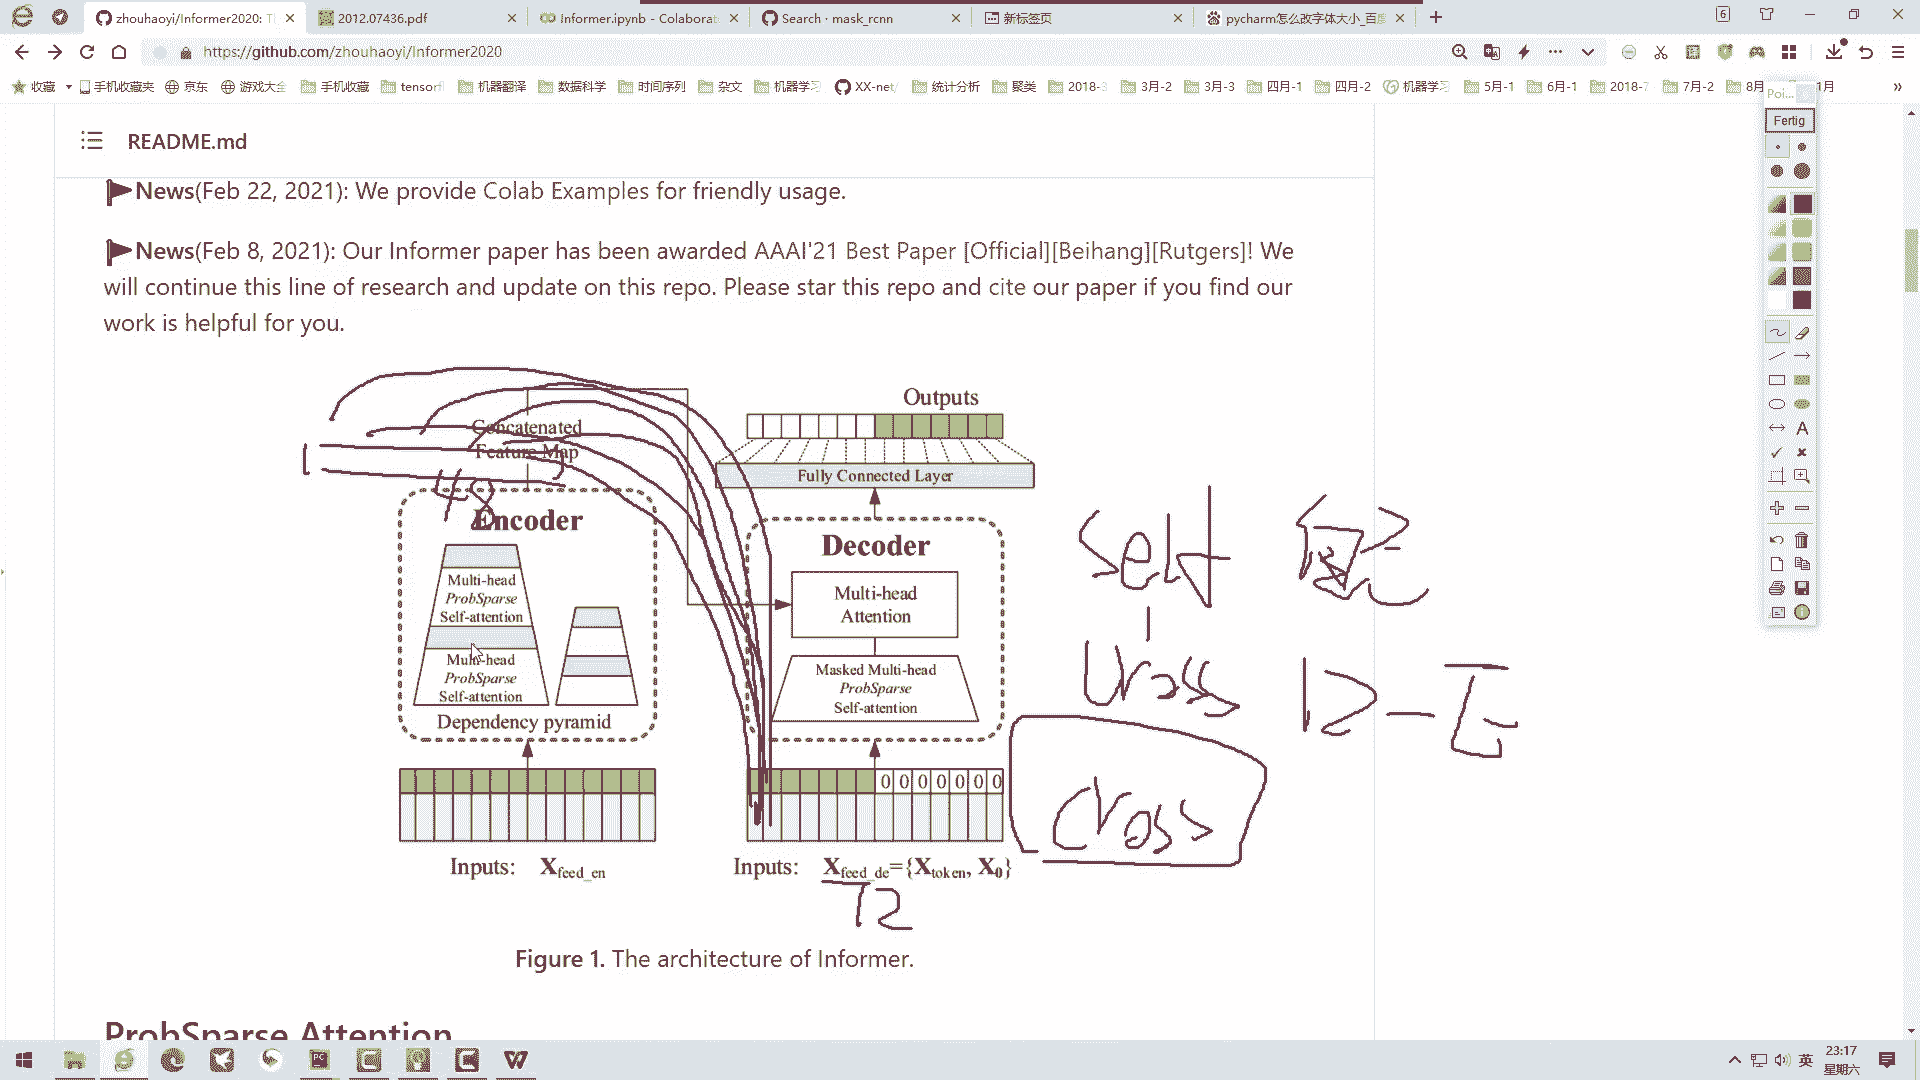 zhouhaoyi/Informer2020: T
2012.07436.pdf
Informer.ipynb - Colaborat
Search · mask_rcnn
新标签页
pycharm怎么改字体大小_百度
6
https://github.com/zhouhaoyi/Informer2020
收藏 手机收藏夹 京东 游戏大全 手机收藏 tensorf 机器翻译 数据科学 时间序列 杂文 机器学习 XX-net/ 统计分析 聚类 2018-3 3月-2 3月-3 四月-1 四月-2 机器学习 5月-1 6月-1 2018-7 7月-2 8月 1月 »
Poi...
Fertig
README.md
News(Feb 22, 2021): We provide Colab Examples for friendly usage.
News(Feb 8, 2021): Our Informer paper has been awarded AAAI'21 Best Paper [Official][Beihang][Rutgers]! We
will continue this line of research and update on this repo. Please star this repo and cite our paper if you find our
work is helpful for you.
Concatenated
Feature Map
48
Encoder
Multi-head
ProbSparse
Self-attention
Multi-head
ProbSparse
Self-attention
Dependency pyramid
Inputs: Xfeed_en
Outputs
Fully Connected Layer
Decoder
Multi-head
Attention
Masked Multi-head
ProbSparse
Self-attention
0 0 0 0 0 0 0
Inputs: Xfeed_de={Xtoken, X0}
72
Self
Cross
D-E
Cross
Figure 1. The architecture of Informer.
ProbSparse Attention
A
英
23:17
星期六